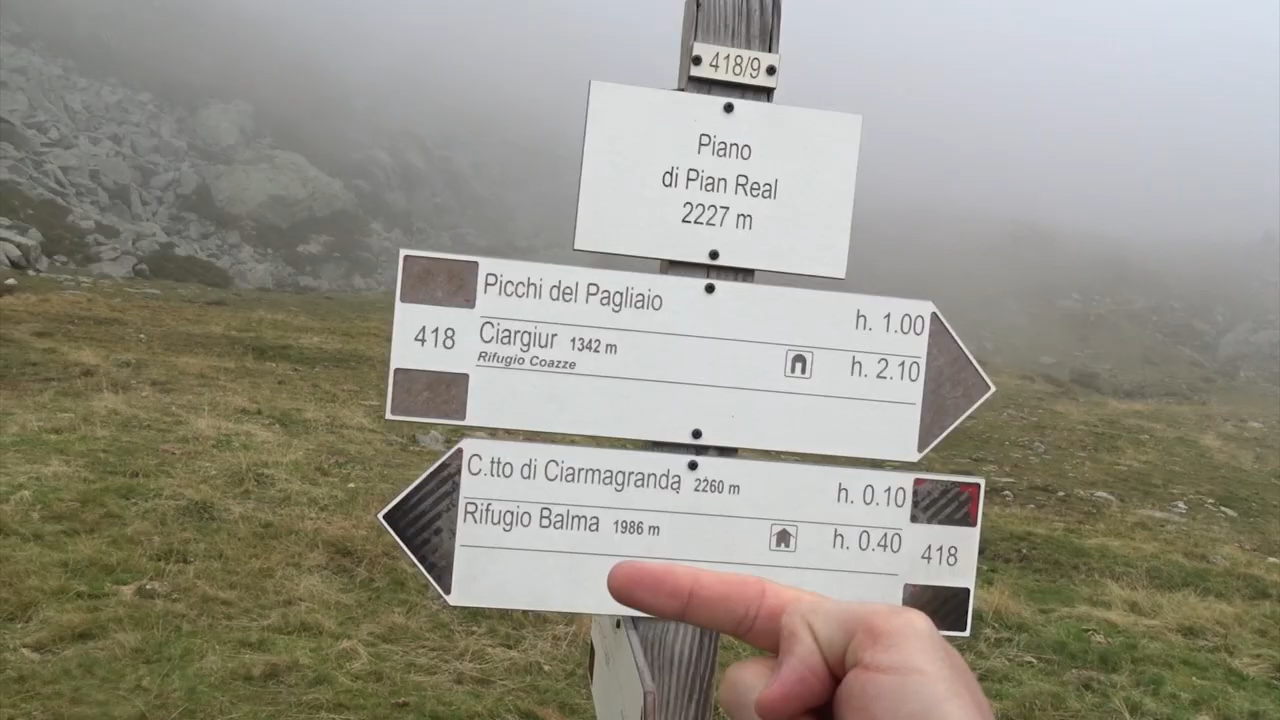 418/9
Piano
di Pian Real
2227 m
Picchi del Pagliaio h. 1.00
418
Ciargiur 1342 m h. 2.10
Rifugio Coazze
C.tto di Ciarmagranda 2260 m h. 0.10
Rifugio Balma 1986 m h. 0.40
418